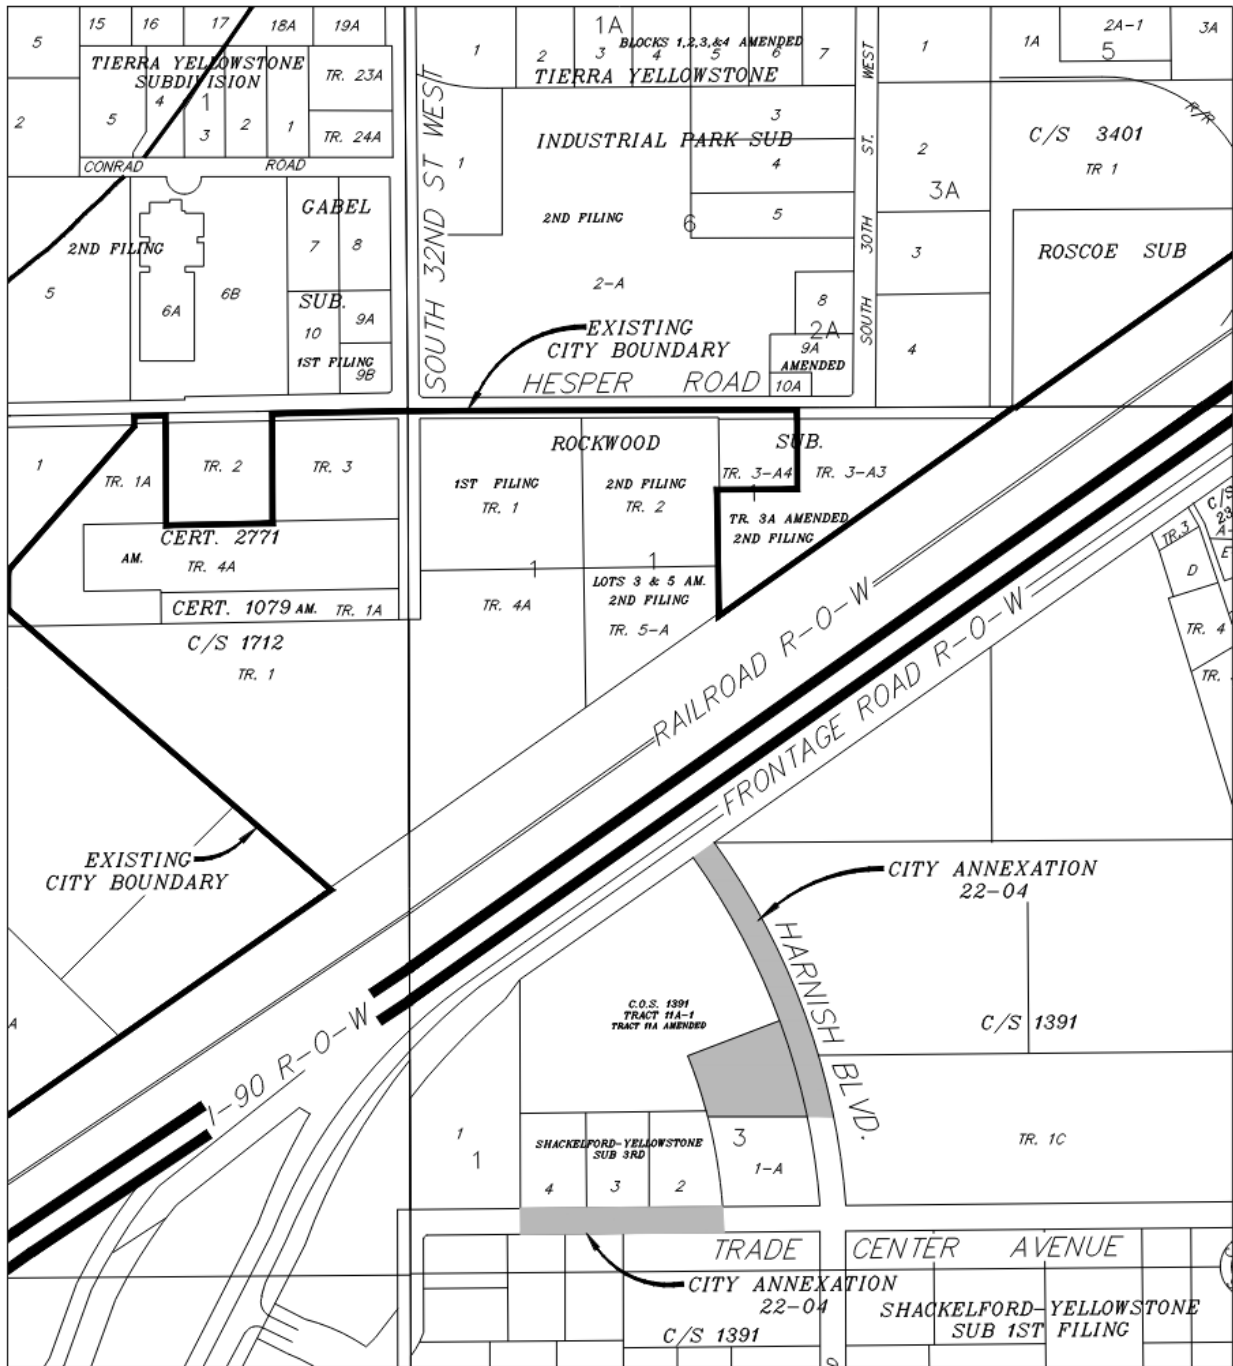 5
15
16
17
18A
19A
1
2
1A
3
BLOCKS 1,2,3,&4 AMENDED
4
5
6
7
WEST
1
1A
2A-1
5
3A
TIERRA YELLOWSTONE
SUBDIVISION
TR. 23A
TIERRA YELLOWSTONE
2
5
4
1
3
2
1
TR. 24A
3
INDUSTRIAL PARK SUB
ST.
R/R
C/S 3401
TR 1
CONRAD ROAD
SOUTH 32ND ST WEST
1
4
2
3A
GABEL
2ND FILING
6
5
30TH
2ND FILING
7
8
3
ROSCOE SUB
5
6A
6B
SUB.
10
9A
1ST FILING
9B
2-A
8
2A
SOUTH
4
EXISTING
CITY BOUNDARY
9A
AMENDED
10A
HESPER ROAD
ROCKWOOD SUB.
1
TR. 1A
TR. 2
TR. 3
1ST FILING
TR. 1
2ND FILING
TR. 2
TR. 3-A4
TR. 3-A3
1
TR. 3A AMENDED
2ND FILING
C/S
A-
TR.3
E
D
CERT. 2771
AM.
TR. 4A
1
1
LOTS 3 & 5 AM.
2ND FILING
CERT. 1079 AM. TR. 1A
TR. 4A
TR. 5-A
TR. 4
C/S 1712
TR. 1
TR.
RAILROAD R-O-W
FRONTAGE ROAD R-O-W
EXISTING
CITY BOUNDARY
CITY ANNEXATION
22-04
HARNISH BLVD.
A
I-90 R-O-W
C.O.S. 1391
TRACT 11A-1
TRACT 11A AMENDED
C/S 1391
1
1
SHACKELFORD-YELLOWSTONE
SUB 3RD
3
4
3
2
1-A
TR. 1C
TRADE CENTER AVENUE
CITY ANNEXATION
22-04
C/S 1391
SHACKELFORD-YELLOWSTONE
SUB 1ST FILING